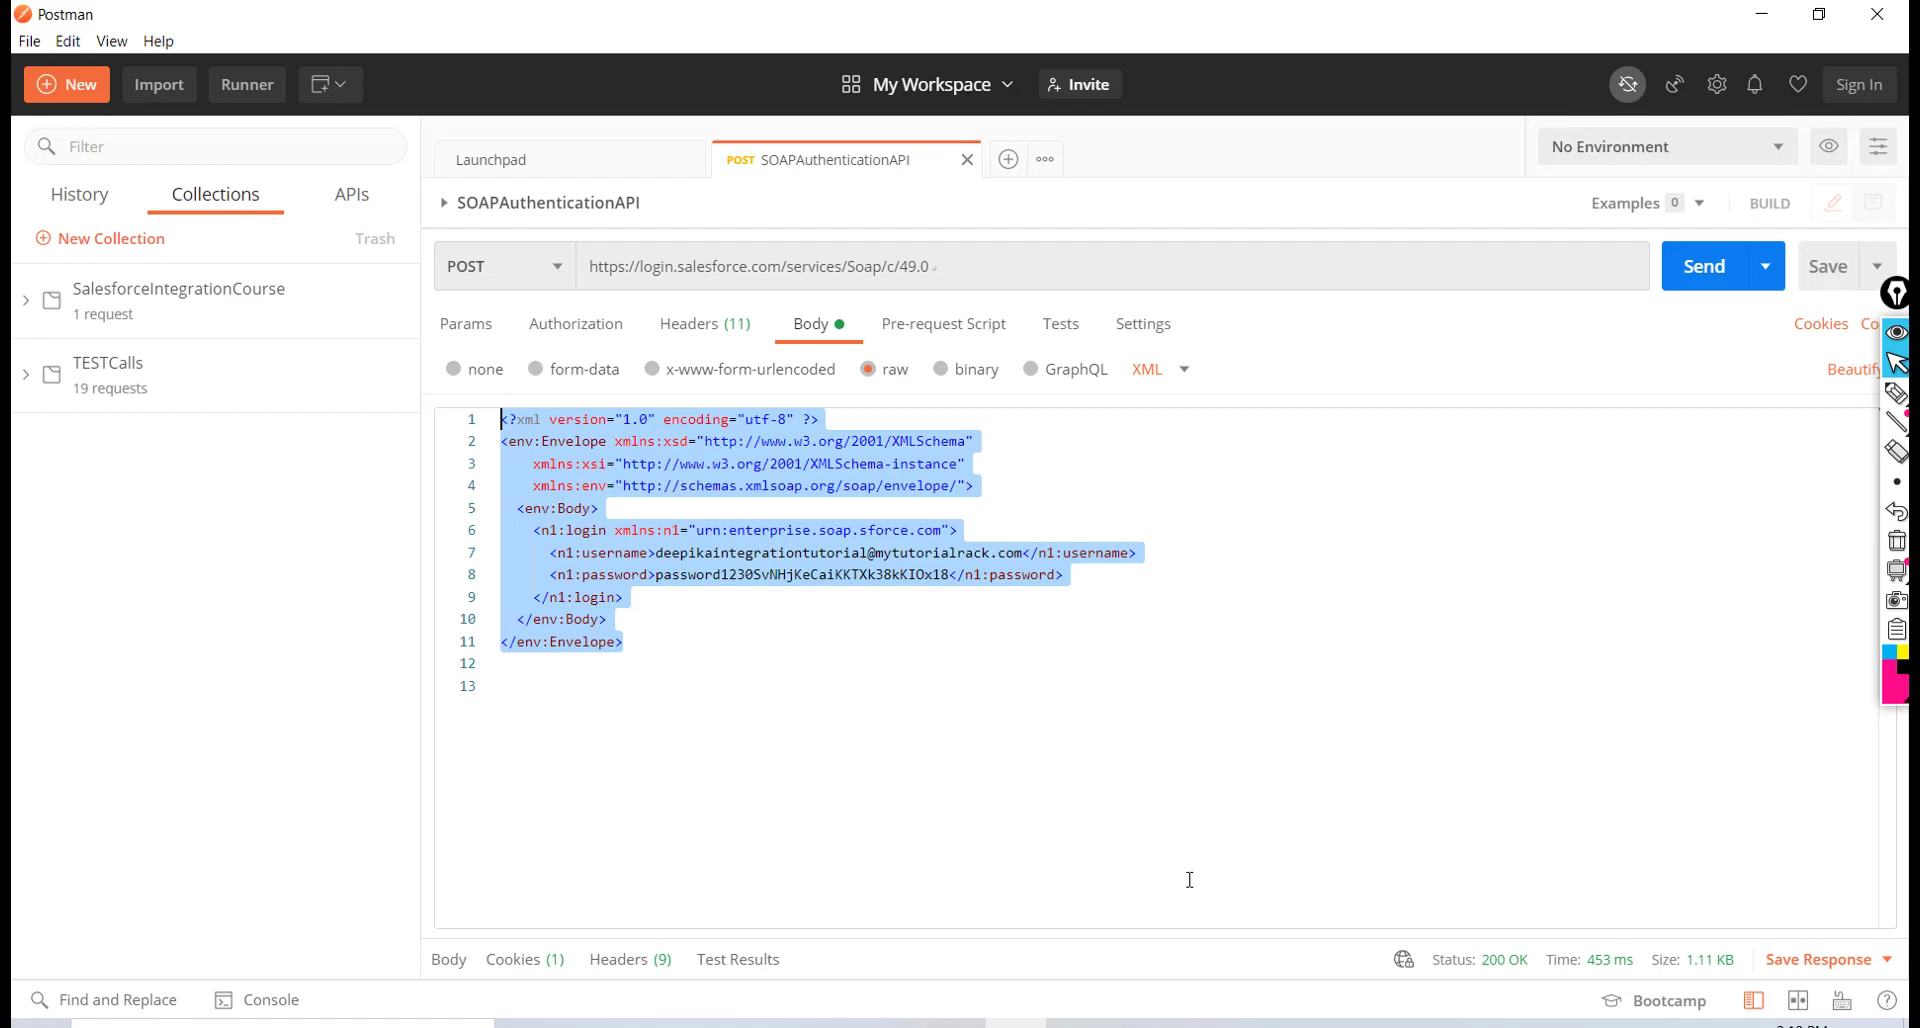 Postman
File Edit View Help
New Import Runner My Workspace Invite Sign In
Filter
History Collections APIs
New Collection Trash
SalesforceIntegrationCourse
1 request
TESTCalls
19 requests
Launchpad POST SOAPAuthenticationAPI No Environment
SOAPAuthenticationAPI Examples 0 BUILD
POST https://login.salesforce.com/services/Soap/c/49.0 Send Save
Params Authorization Headers (11) Body Pre-request Script Tests Settings Cookies Co
none form-data x-www-form-urlencoded raw binary GraphQL XML Beautify
1 <?xml version="1.0" encoding="utf-8" ?>
2 <env:Envelope xmlns:xsd="http://www.w3.org/2001/XMLSchema"
3 xmlns:xsi="http://www.w3.org/2001/XMLSchema-instance"
4 xmlns:env="http://schemas.xmlsoap.org/soap/envelope/">
5 <env:Body>
6 <n1:login xmlns:n1="urn:enterprise.soap.sforce.com">
7 <n1:username>deepikaintegrationtutorial@mytutorialrack.com</n1:username>
8 <n1:password>password1230SvNHjKeCaiKKTXk38kKIOx18</n1:password>
9 </n1:login>
10 </env:Body>
11 </env:Envelope>
12
13
Body Cookies (1) Headers (9) Test Results Status: 200 OK Time: 453 ms Size: 1.11 KB Save Response
Find and Replace Console Bootcamp